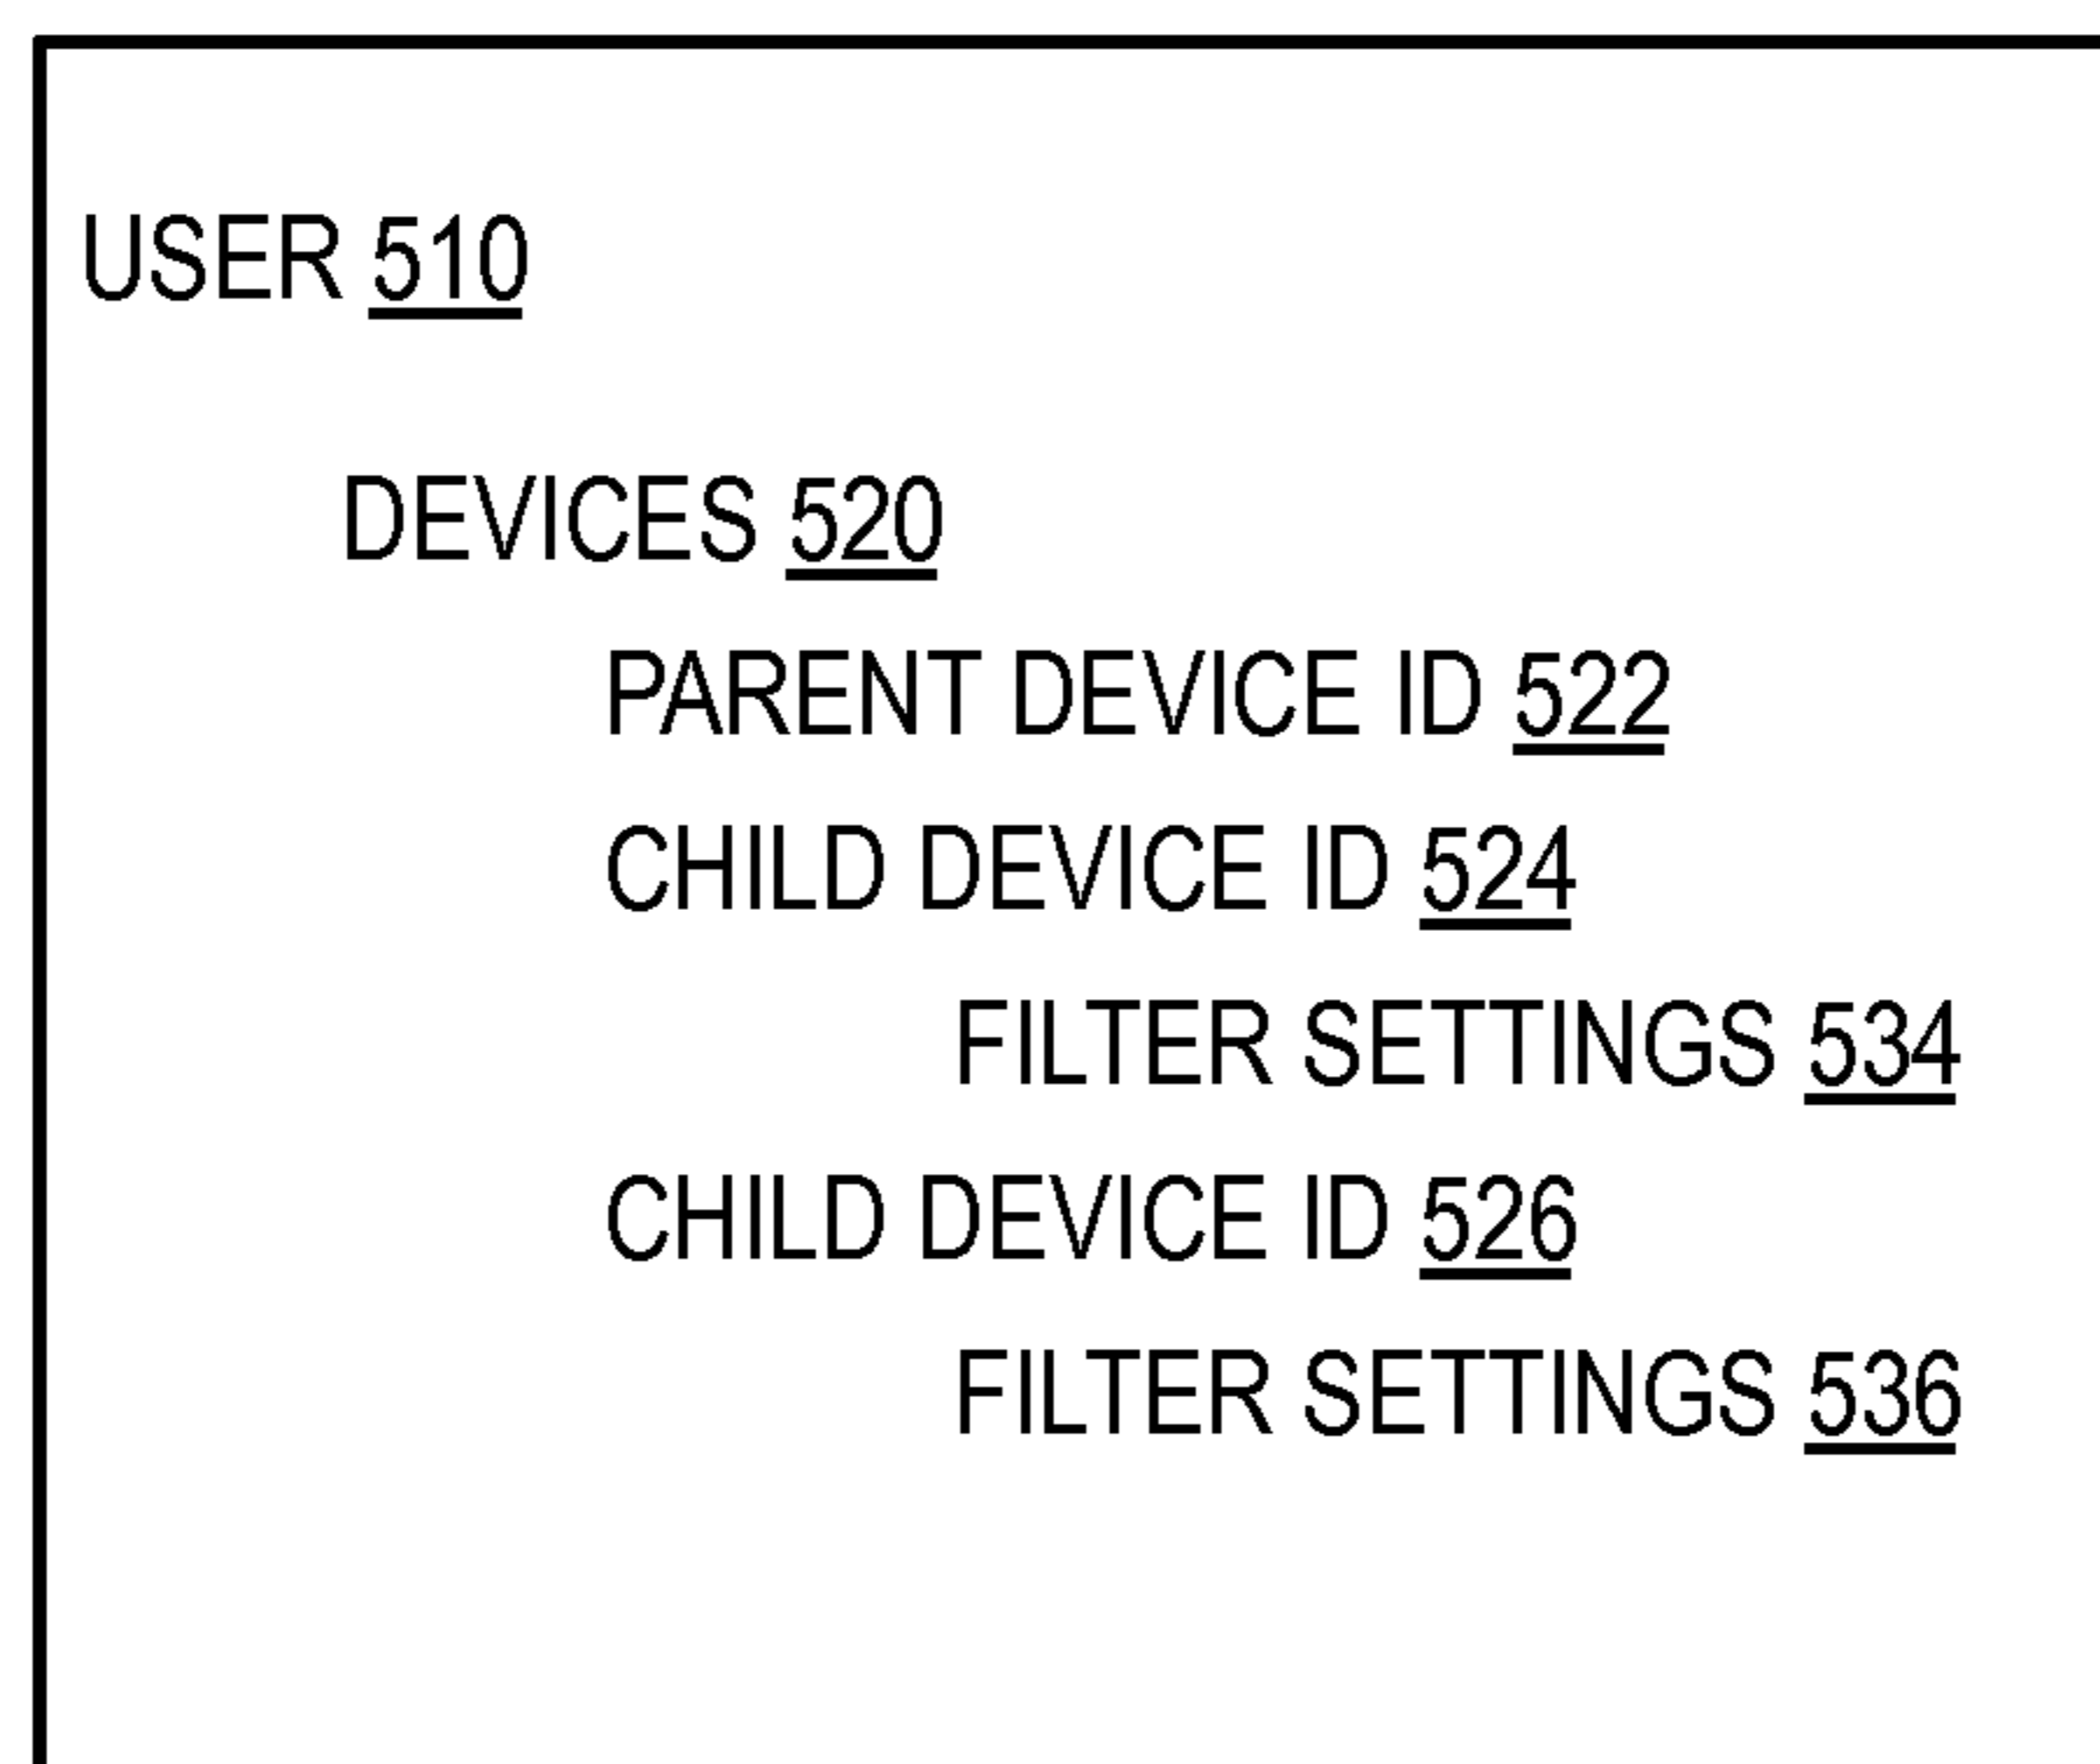 USER 510
DEVICES 520
PARENT DEVICE ID 522
CHILD DEVICE ID 524
FILTER SETTINGS 534
CHILD DEVICE ID 526
FILTER SETTINGS 536